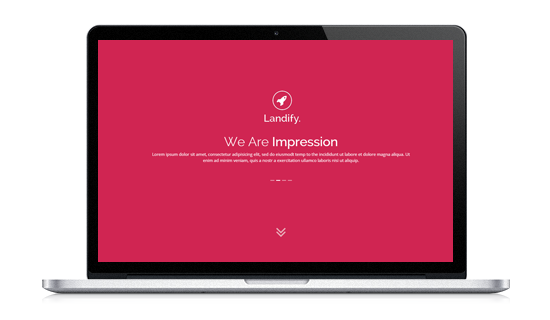 Landify.
We Are Impression
Lorem ipsum dolor sit amet, consectetur adipisicing elit, sed do eiusmodt temp to the incididunt ut labore et dolore magna aliqua. Ut
enim ad minim veniam, quis a nostr a exercitation ullamco laboris nisi ut aliquip.